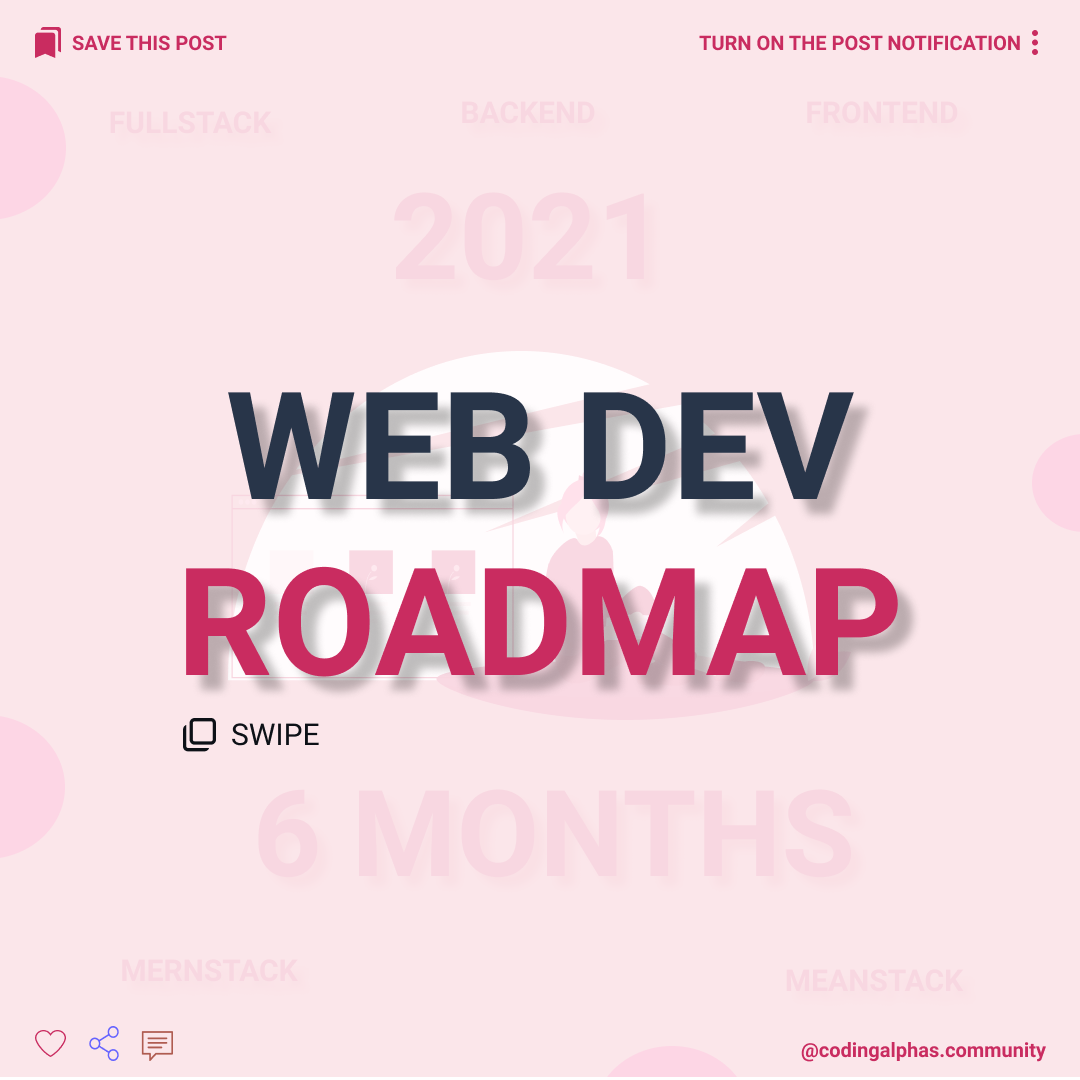 SAVE THIS POST
TURN ON THE POST NOTIFICATION
FULLSTACK
BACKEND
FRONTEND
2021
WEB DEV
ROADMAP
SWIPE
6 MONTHS
MERNSTACK
MEANSTACK
@codingalphas.community